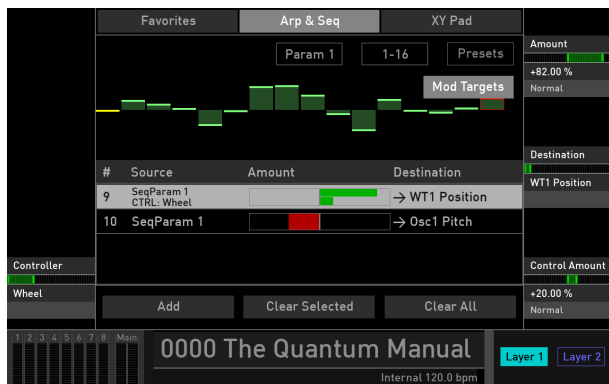 Favorites Arp & Seq XY Pad
Param 1 1-16 Presets
Mod Targets
Amount
+82.00 %
Normal
# Source Amount Destination
9 SeqParam 1 → WT1 Position
CTRL: Wheel
10 SeqParam 1 → Osc1 Pitch
Destination
WT1 Position
Controller
Wheel
Control Amount
+20.00 %
Normal
Add Clear Selected Clear All
1 2 3 4 5 6 7 8 Main
0000 The Quantum Manual
Internal 120.0 bpm
Layer 1 Layer 2